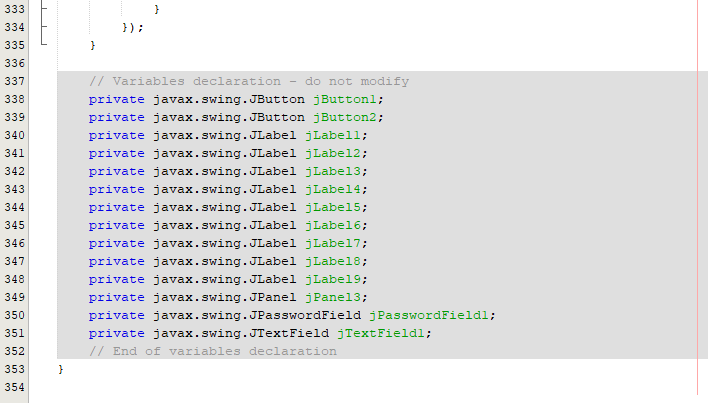 333 }
334 });
335 }
336
337 // Variables declaration - do not modify
338 private javax.swing.JButton jButton1;
339 private javax.swing.JButton jButton2;
340 private javax.swing.JLabel jLabel1;
341 private javax.swing.JLabel jLabel2;
342 private javax.swing.JLabel jLabel3;
343 private javax.swing.JLabel jLabel4;
344 private javax.swing.JLabel jLabel5;
345 private javax.swing.JLabel jLabel6;
346 private javax.swing.JLabel jLabel7;
347 private javax.swing.JLabel jLabel8;
348 private javax.swing.JLabel jLabel9;
349 private javax.swing.JPanel jPanel3;
350 private javax.swing.JPasswordField jPasswordField1;
351 private javax.swing.JTextField jTextField1;
352 // End of variables declaration
353 }
354